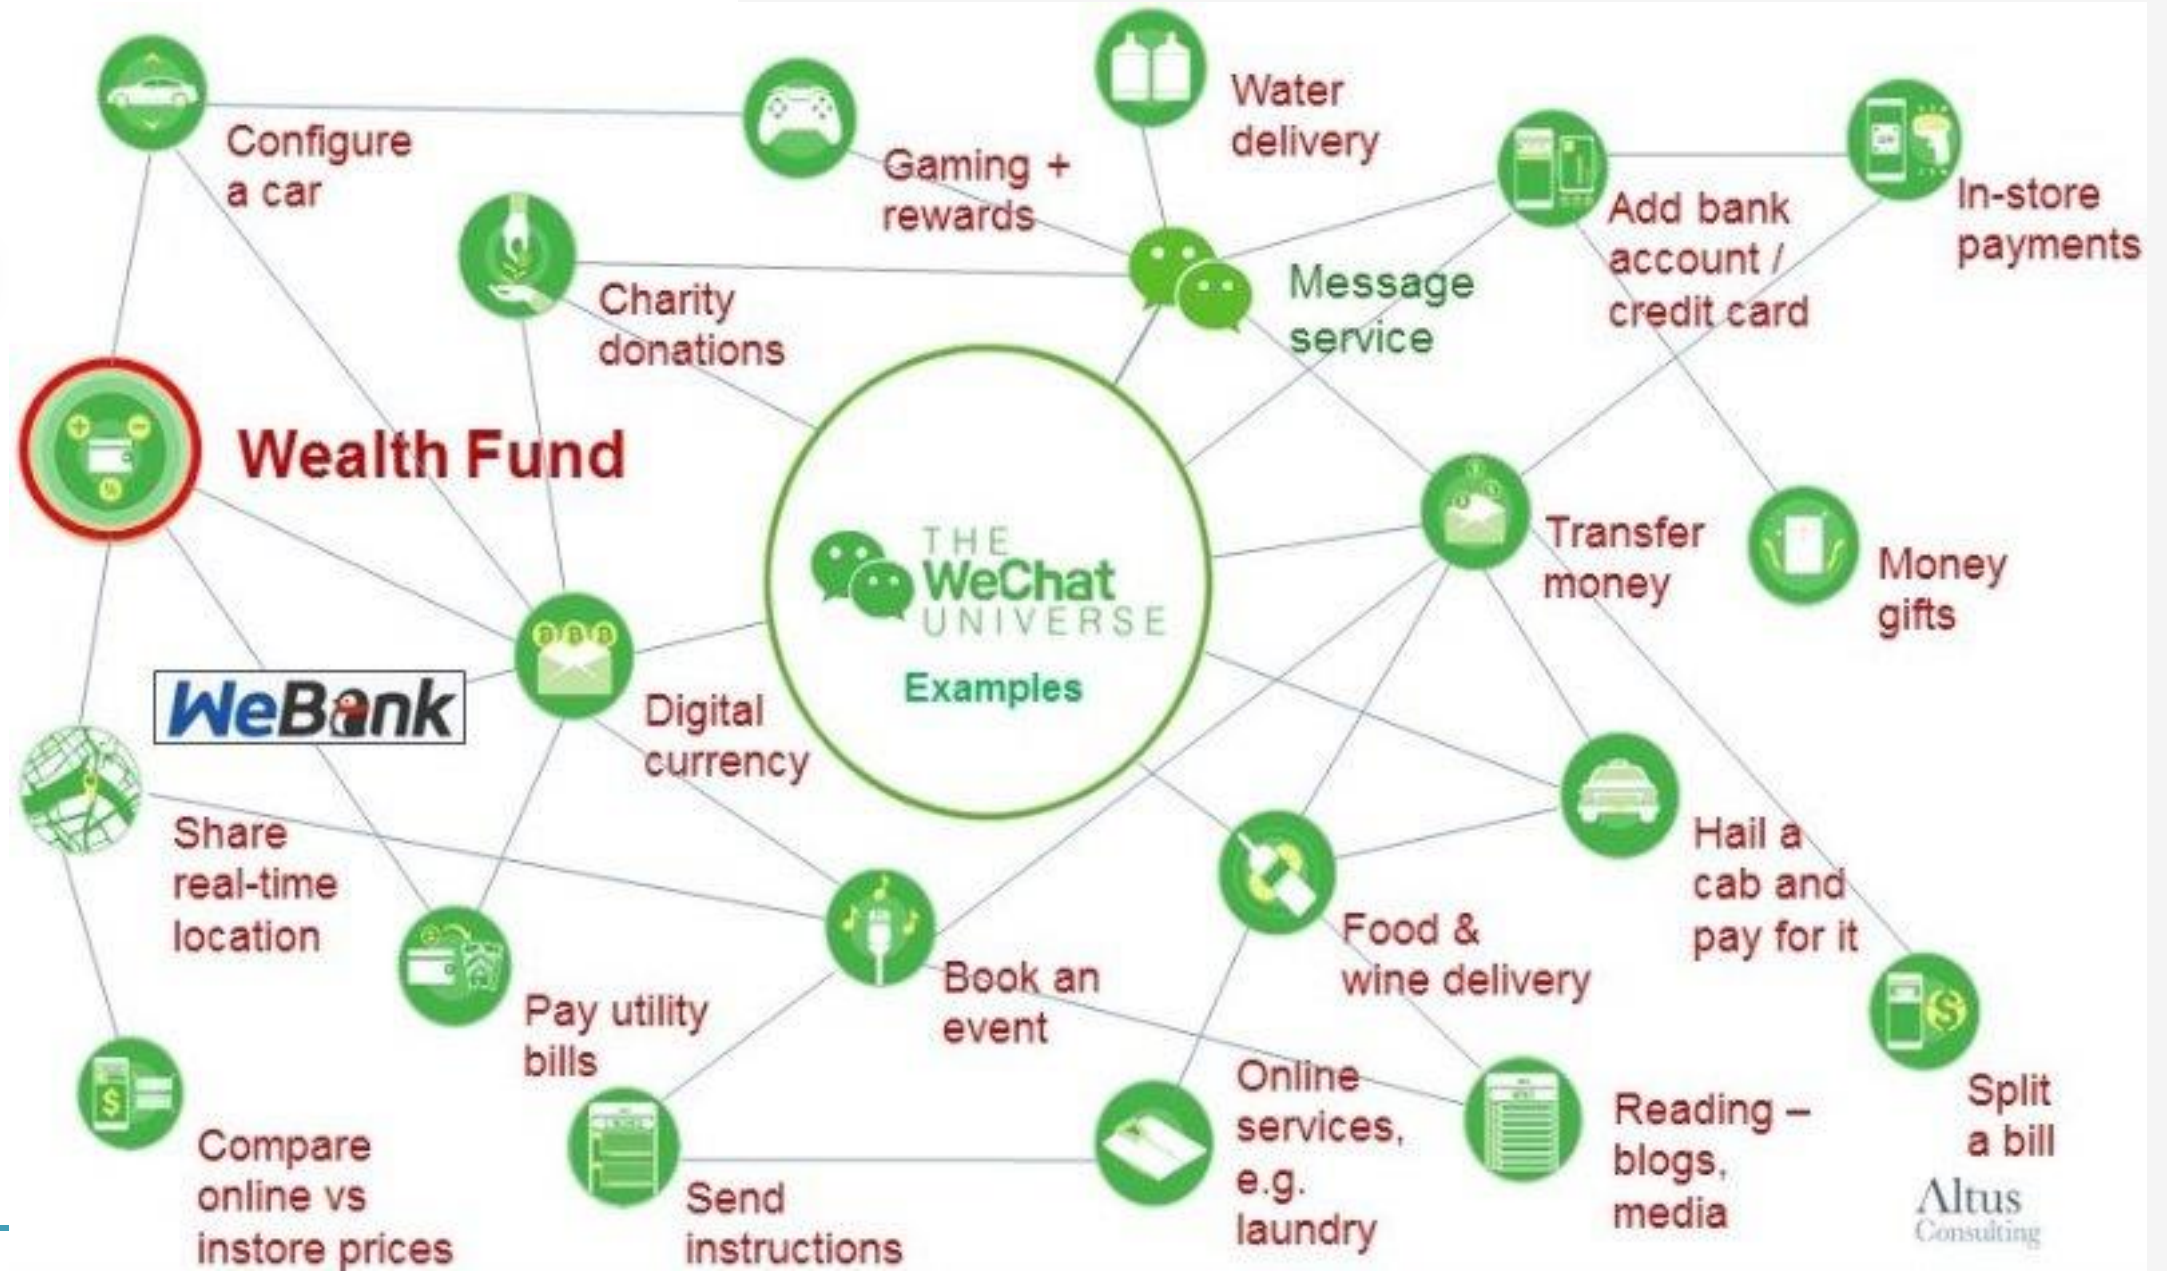 Configure
a car
Gaming +
rewards
Water
delivery
Add bank
account /
credit card
In-store
payments
Charity
donations
Message
service
Wealth Fund
THE
WeChat
UNIVERSE
Examples
Transfer
money
Money
gifts
WeBank
Digital
currency
Share
real-time
location
Hail a
cab and
pay for it
Food &
wine delivery
Pay utility
bills
Book an
event
Split
a bill
Compare
online vs
instore prices
Send
instructions
Online
services,
e.g.
laundry
Reading –
blogs,
media
Altus
Consulting